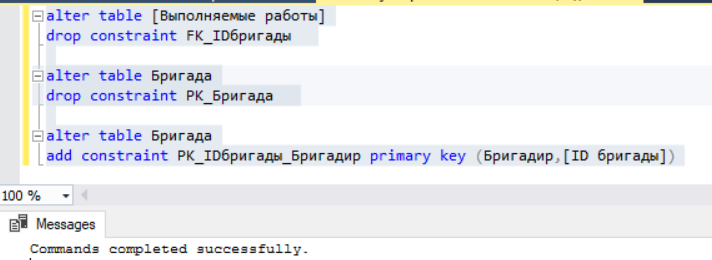 alter table [Выполняемые работы]
drop constraint FK_IDбригады
alter table Бригада
drop constraint PK_Бригада
alter table Бригада
add constraint PK_IDбригады_Бригадир primary key (Бригадир,[ID бригады])
100 %
Messages
Commands completed successfully.